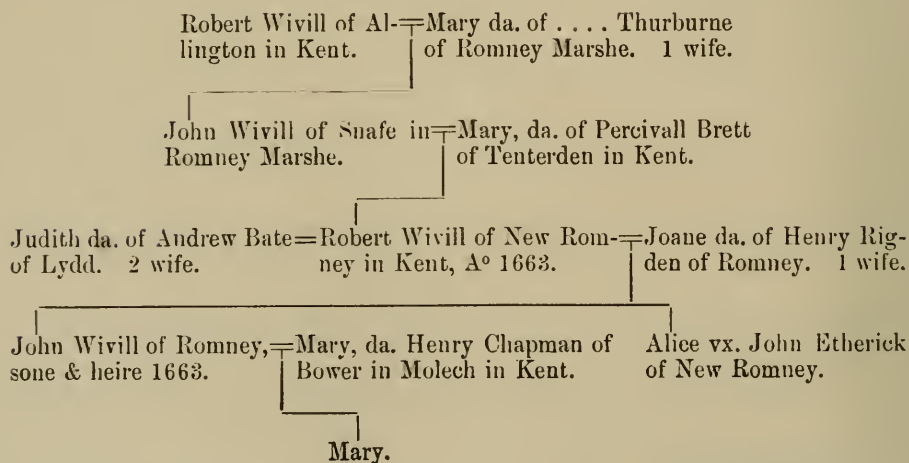 Robert Wivill of Al-
lington in Kent.
Mary da. of .... Thurburne
of Romney Marshe. 1 wife.
John Wivill of Snafe in
Romney Marshe.
Mary, da. of Percivall Brett
of Tenterden in Kent.
Judith da. of Andrew Bate
of Lydd. 2 wife.
Robert Wivill of New Rom-
ney in Kent, Aº 1663.
Joane da. of Henry Rig-
den of Romney. 1 wife.
John Wivill of Romney,
sone & heire 1663.
Mary, da. Henry Chapman of
Bower in Molech in Kent.
Alice vx. John Etherick
of New Romney.
Mary.